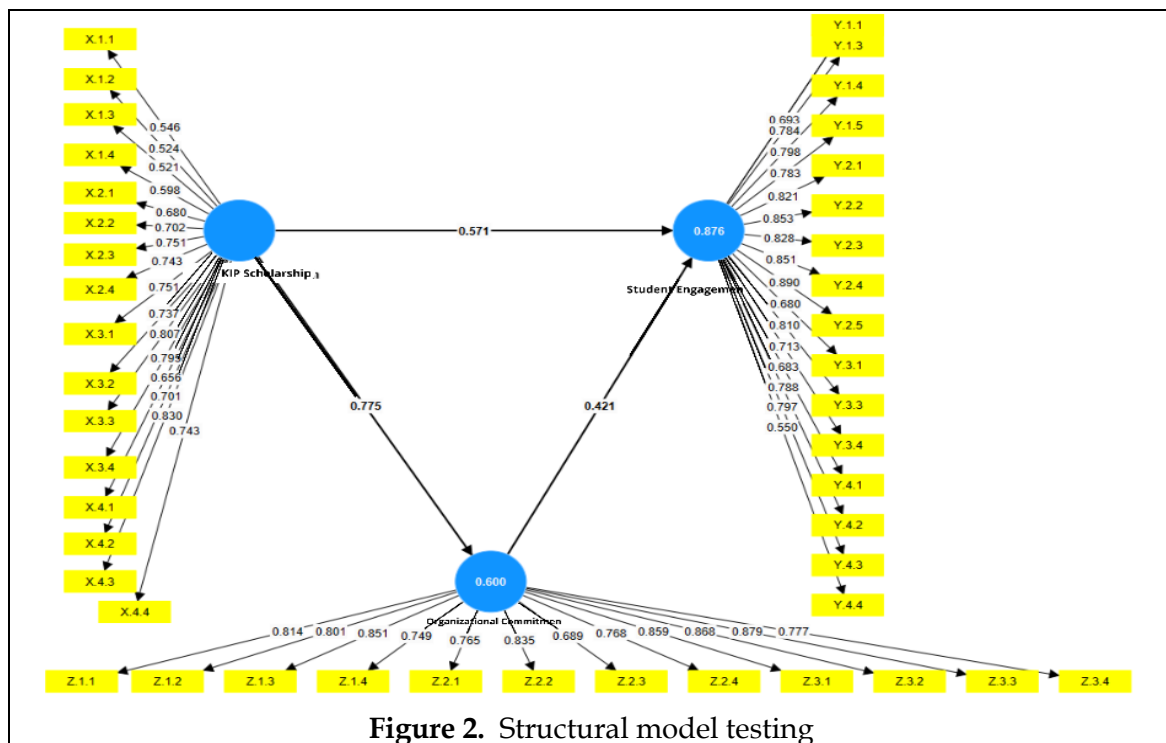 X.1.1
X.1.2
X.1.3
X.1.4
X.2.1
X.2.2
X.2.3
X.2.4
X.3.1
X.3.2
X.3.3
X.3.4
X.4.1
X.4.2
X.4.3
X.4.4
0.546
0.524
0.521
0.598
0.680
0.702
0.751
0.743
0.751
0.737
0.807
0.795
0.656
0.701
0.830
0.743
KIP Scholarship
0.571
0.775
0.421
0.876
Student Engagemen
0.600
Organizational Commitmen
0.693
0.784
0.798
0.783
0.821
0.853
0.828
0.851
0.890
0.680
0.810
0.713
0.683
0.788
0.797
0.550
Y.1.1
Y.1.3
Y.1.4
Y.1.5
Y.2.1
Y.2.2
Y.2.3
Y.2.4
Y.2.5
Y.3.1
Y.3.3
Y.3.4
Y.4.1
Y.4.2
Y.4.3
Y.4.4
0.814 0.801 0.851 0.749 0.765 0.835 0.689 0.768 0.859 0.868 0.879 0.777
Z.1.1 Z.1.2 Z.1.3 Z.1.4 Z.2.1 Z.2.2 Z.2.3 Z.2.4 Z.3.1 Z.3.2 Z.3.3 Z.3.4
Figure 2. Structural model testing